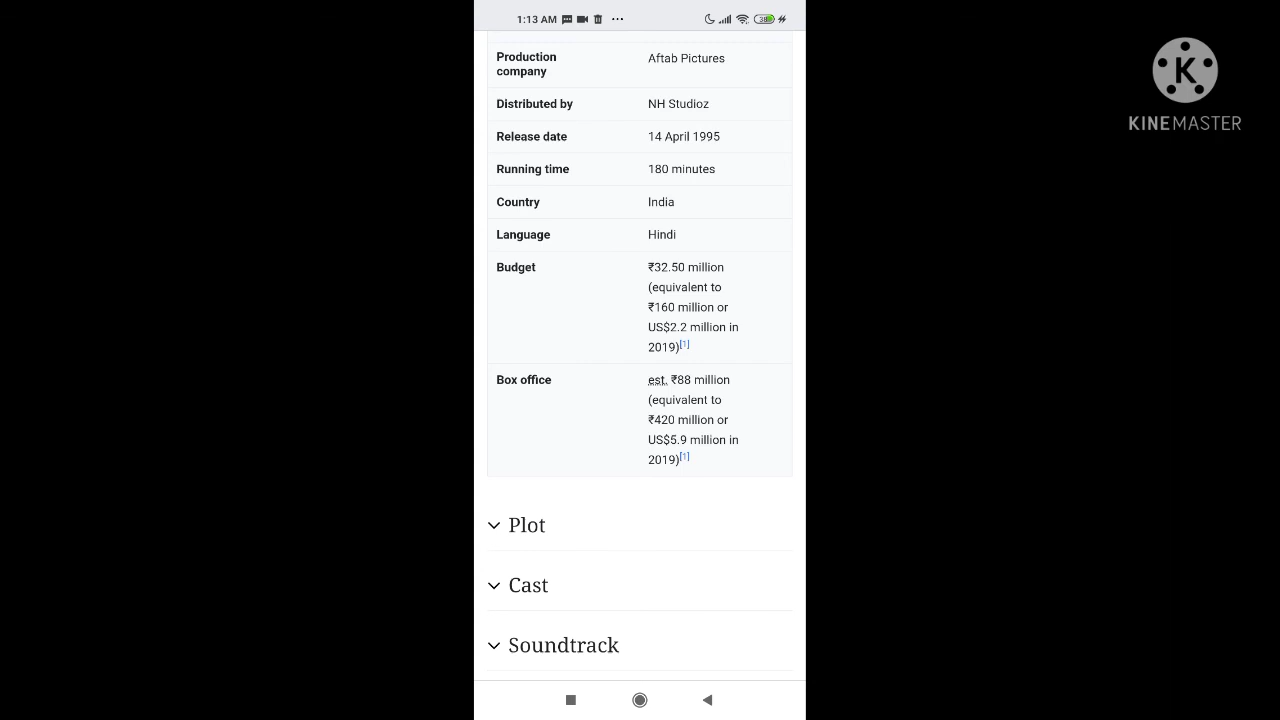 1:13 AM
38
K
KINEMASTER
Production
company
Aftab Pictures
Distributed by
NH Studioz
Release date
14 April 1995
Running time
180 minutes
Country
India
Language
Hindi
Budget
₹32.50 million
(equivalent to
₹160 million or
US$2.2 million in
2019)[1]
Box office
est. ₹88 million
(equivalent to
₹420 million or
US$5.9 million in
2019)[1]
Plot
Cast
Soundtrack